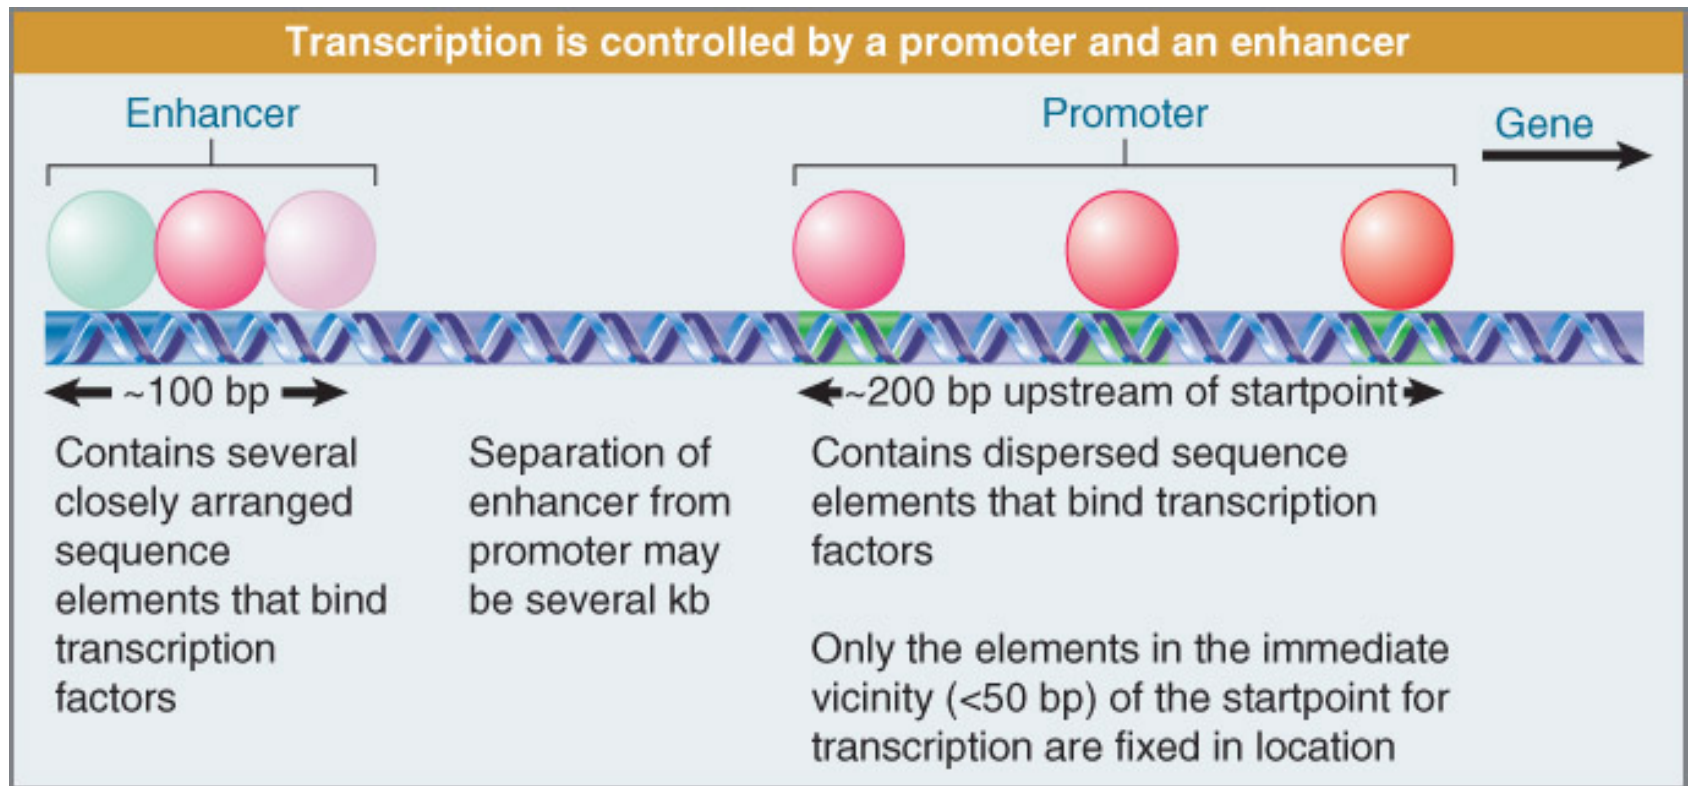 Transcription is controlled by a promoter and an enhancer
Enhancer
Promoter
Gene
~100 bp
~200 bp upstream of startpoint
Contains several
closely arranged
sequence
elements that bind
transcription
factors
Separation of
enhancer from
promoter may
be several kb
Contains dispersed sequence
elements that bind transcription
factors
Only the elements in the immediate
vicinity (<50 bp) of the startpoint for
transcription are fixed in location